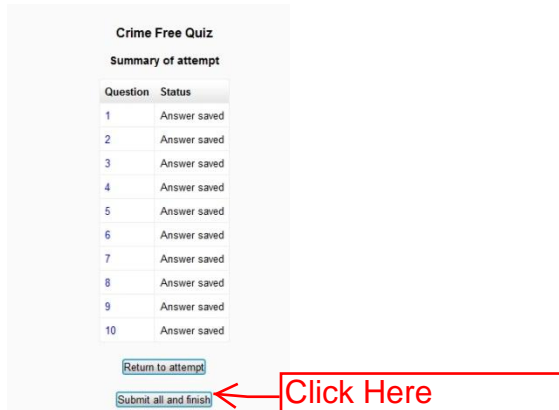 Crime Free Quiz
Summary of attempt
Question Status
1 Answer saved
2 Answer saved
3 Answer saved
4 Answer saved
5 Answer saved
6 Answer saved
7 Answer saved
8 Answer saved
9 Answer saved
10 Answer saved
Return to attempt
Submit all and finish Click Here